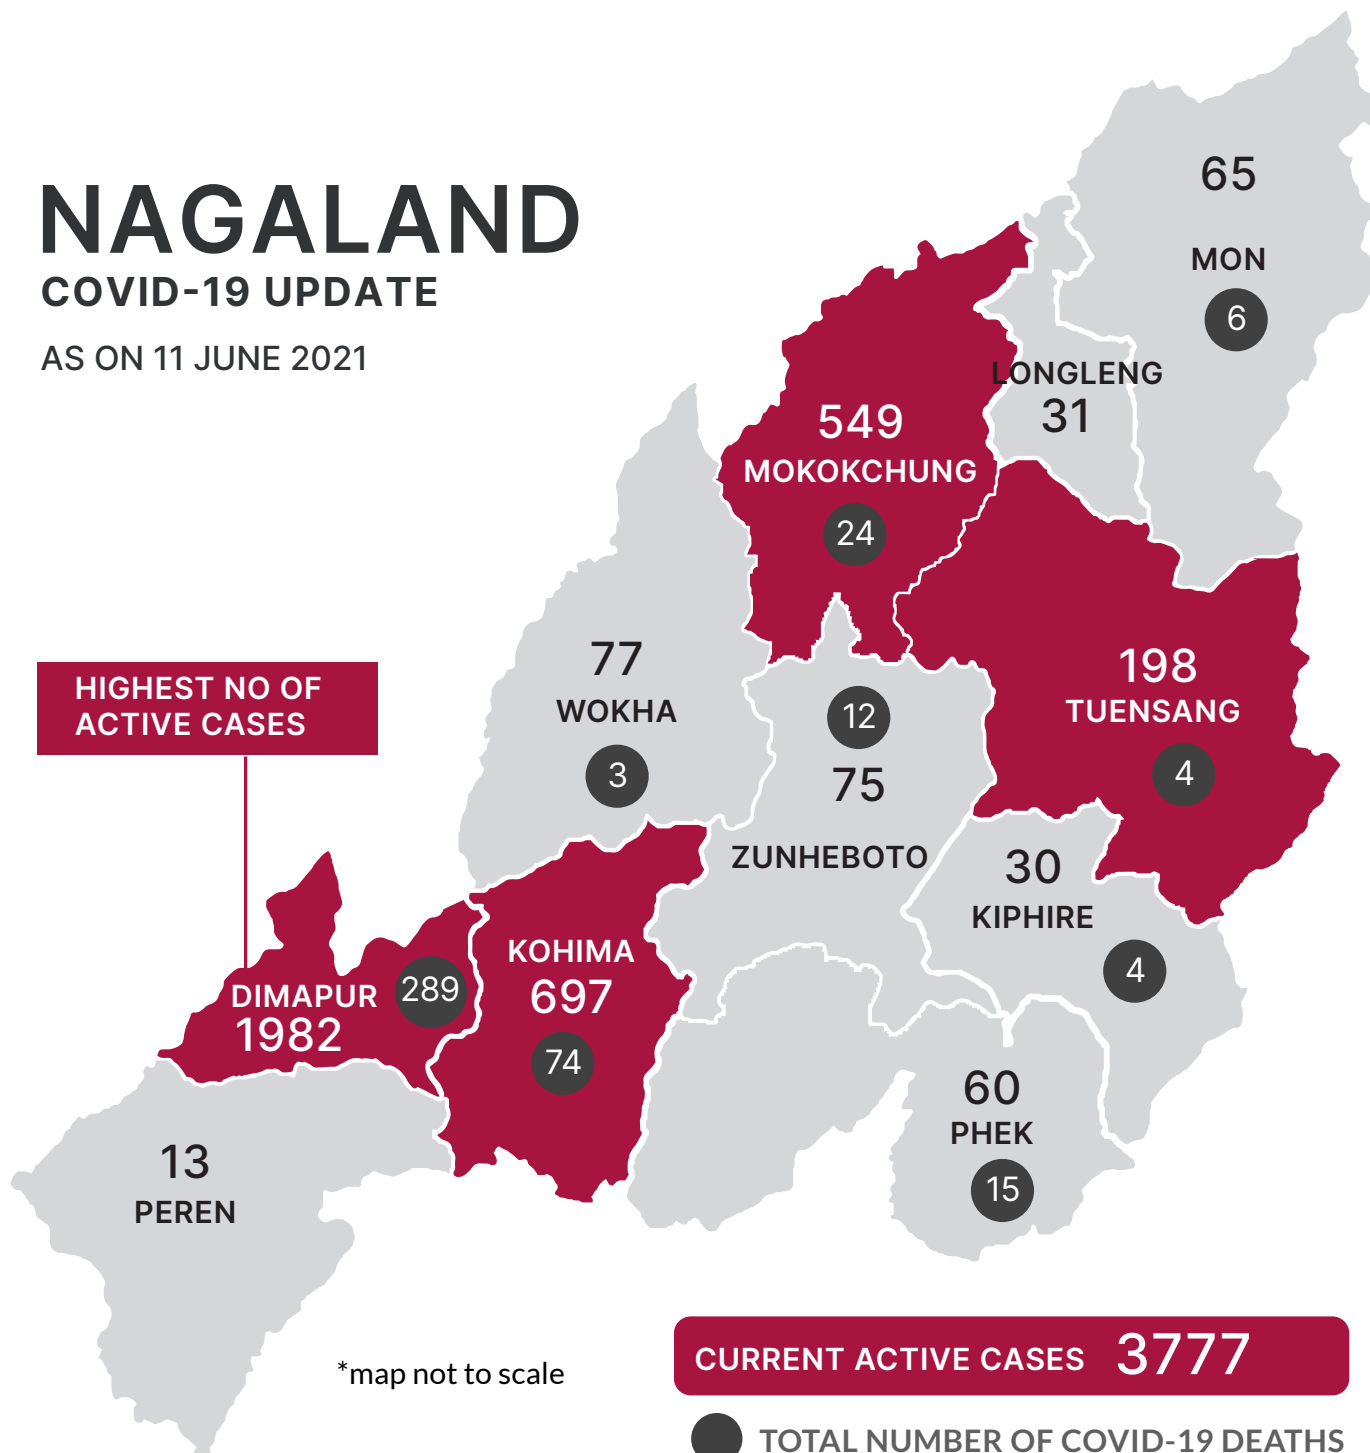 NAGALAND
COVID-19 UPDATE
AS ON 11 JUNE 2021
65
MON
6
LONGLENG
31
549
MOKOKCHUNG
24
198
TUENSANG
4
77
WOKHA
3
12
75
ZUNHEBOTO
HIGHEST NO OF
ACTIVE CASES
30
KIPHIRE
4
KOHIMA
697
74
DIMAPUR
1982
289
60
PHEK
15
13
PEREN
*map not to scale
CURRENT ACTIVE CASES 3777
TOTAL NUMBER OF COVID-19 DEATHS